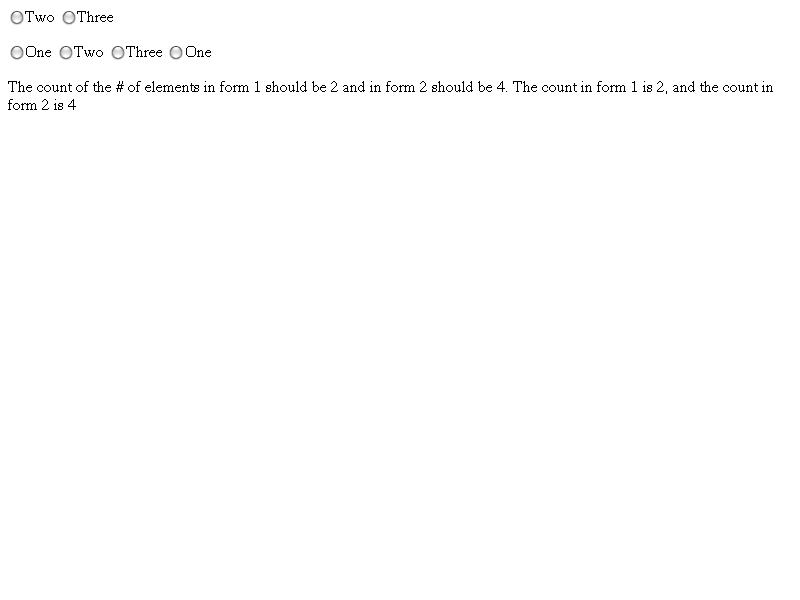 Two Three
One Two Three One
The count of the # of elements in form 1 should be 2 and in form 2 should be 4. The count in form 1 is 2, and the count in
form 2 is 4